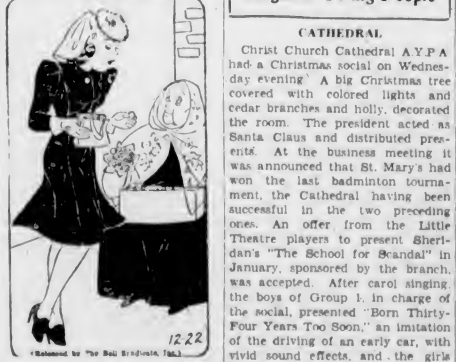 CATHEDRAL
Christ Church Cathedral A.Y.P.A
had a Christmas social on Wednes-
day evening A big Christmas tree
covered with colored lights and
cedar branches and holly, decorated
the room. The president acted as
Santa Claus and distributed pres-
ents. At the business meeting it
was announced that St. Mary's had
won the last badminton tourna-
ment, the Cathedral having been
successful in the two preceding
ones. An offer from the Little
Theatre players to present Sheri-
dan's "The School for Scandal" in
January, sponsored by the branch,
was accepted. After carol singing
the boys of Group 1, in charge of
the social, presented "Born Thirty-
Four Years Too Soon," an imitation
of the driving of an early car, with
vivid sound effects, and the girls
12-22
(Released by The Bell Syndicate, Inc.)